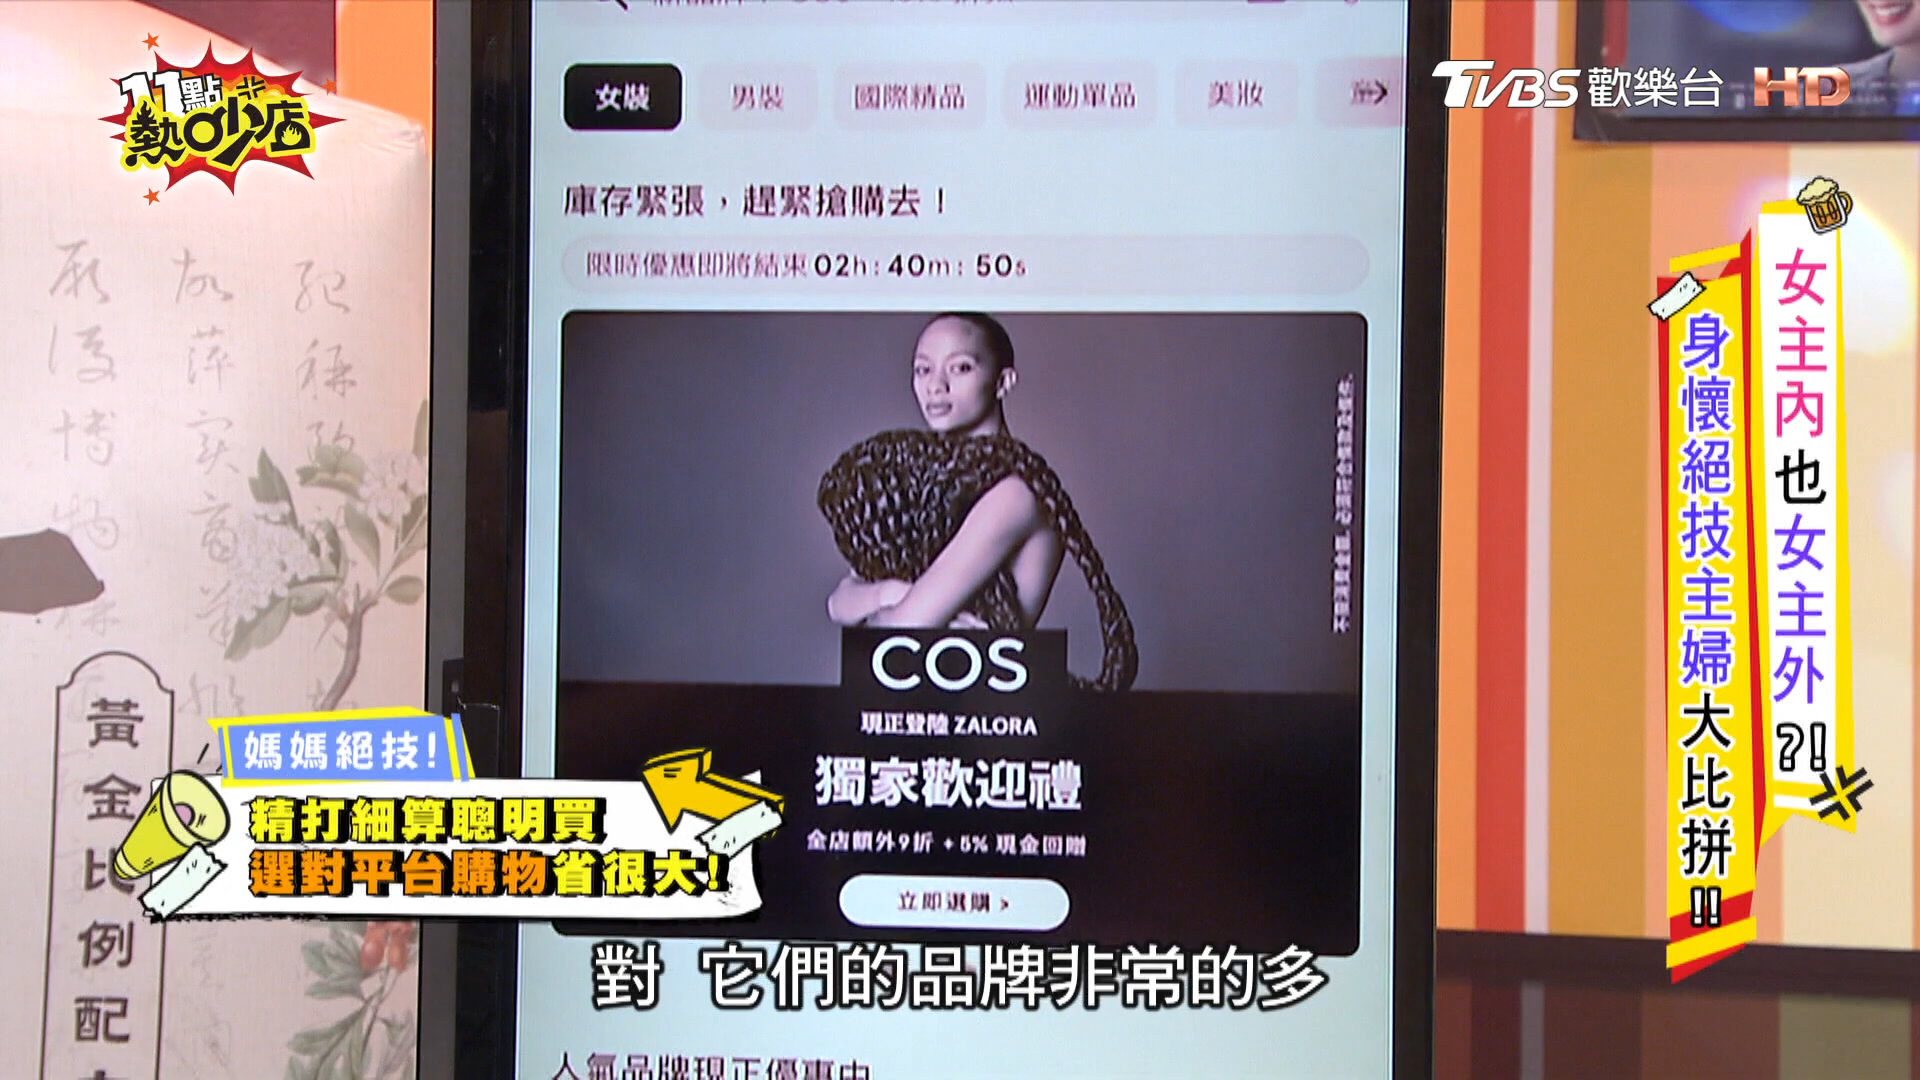 11點
熱吵店
TVBS歡樂台 HD
女裝 男裝 國際精品 運動單品 美妝
庫存緊張，趕緊搶購去！
限時優惠即將結束 02h : 40m : 50s
COS
現正登陸 ZALORA
獨家歡迎禮
全店額外9折 + 5% 現金回贈
立即選購 >
人氣品牌現正優惠中
女主內也女主外?!
身懷絕技主婦大比拼!!
媽媽絕技!
精打細算聰明買
選對平台購物省很大!
黃金比例配
對 它們的品牌非常的多